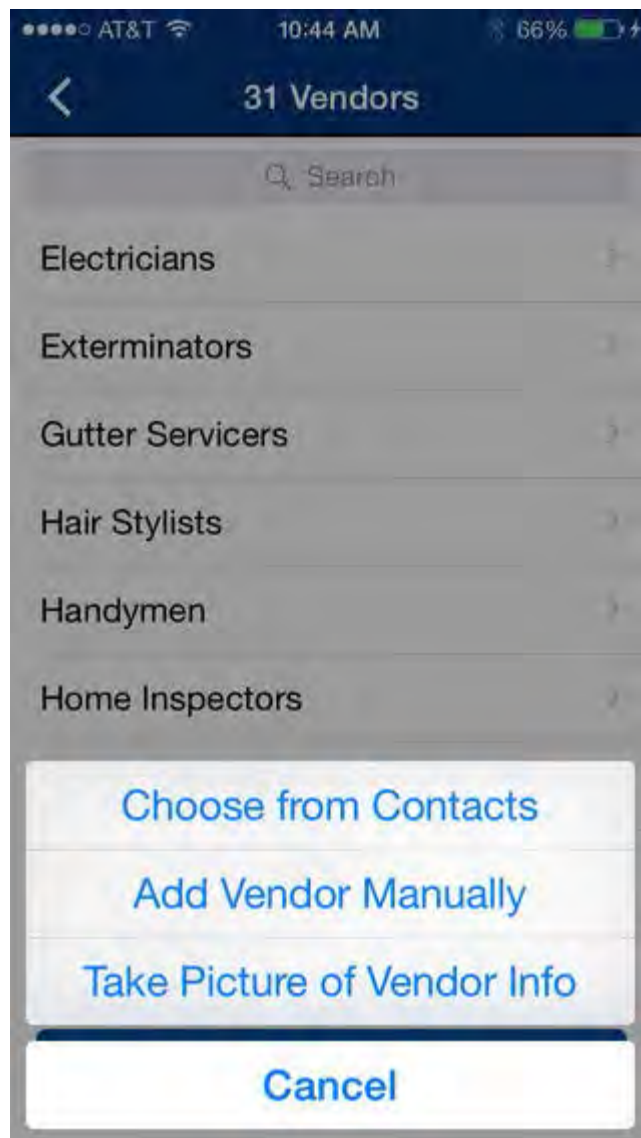 AT&T 10:44 AM 66%
31 Vendors
Search
Electricians
Exterminators
Gutter Servicers
Hair Stylists
Handymen
Home Inspectors
Choose from Contacts
Add Vendor Manually
Take Picture of Vendor Info
Cancel